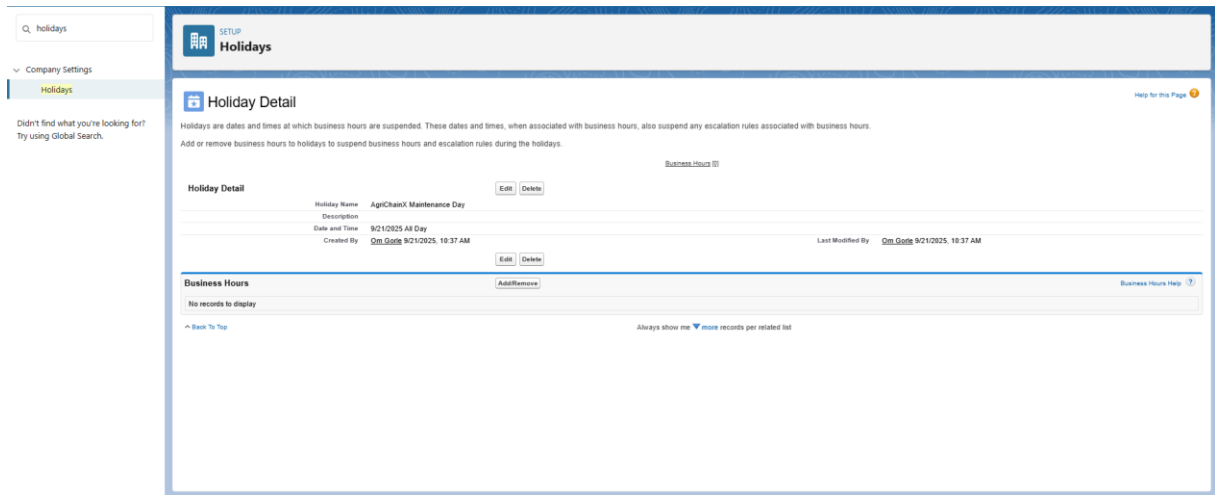 holidays
Company Settings
Holidays
Didn't find what you're looking for?
Try using Global Search.
SETUP
Holidays
Holiday Detail
Help for this Page ?
Holidays are dates and times at which business hours are suspended. These dates and times, when associated with business hours, also suspend any escalation rules associated with business hours.
Add or remove business hours to holidays to suspend business hours and escalation rules during the holidays.
Business Hours [0]
Holiday Detail Edit Delete
Holiday Name AgriChainX Maintenance Day
Description
Date and Time 9/21/2025 All Day
Created By Om Gorle 9/21/2025, 10:37 AM Last Modified By Om Gorle 9/21/2025, 10:37 AM
Edit Delete
Business Hours Add/Remove Business Hours Help ?
No records to display
Back To Top Always show me more records per related list